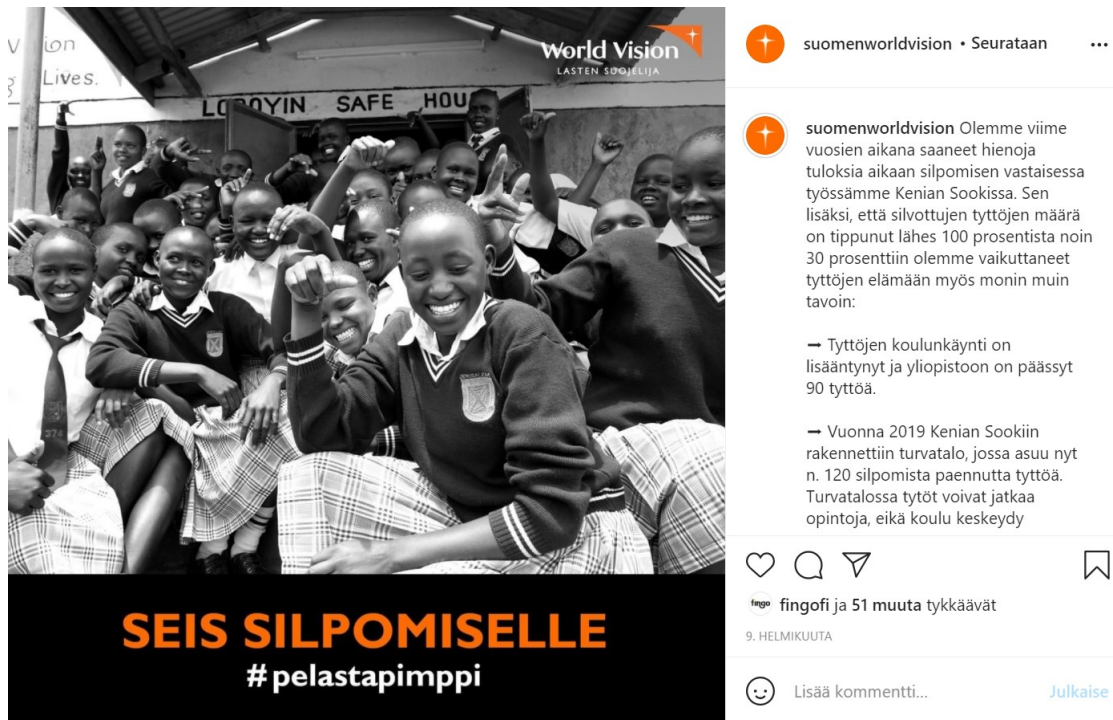 World Vision
LASTEN SUOJELIJA
Lives.
SAFE
SEIS SILPOMISELLE
#pelastapimppi
suomenworldvision • Seurataan
suomenworldvision Olemme viime
vuosien aikana saaneet hienoja
tuloksia aikaan silpomisen vastaisessa
työssämme Kenian Sookissa. Sen
lisäksi, että silvottujen tyttöjen määrä
on tippunut lähes 100 prosentista noin
30 prosenttiin olemme vaikuttaneet
tyttöjen elämään myös monin muin
tavoin:
➞ Tyttöjen koulunkäynti on
lisääntynyt ja yliopistoon on päässyt
90 tyttöä.
➞ Vuonna 2019 Kenian Sookiin
rakennettiin turvatalo, jossa asuu nyt
n. 120 silpomista paennutta tyttöä.
Turvatalossa tytöt voivat jatkaa
opintoja, eikä koulu keskeydy
fingo fingofi ja 51 muuta tykkäävät
9. HELMIKUUTA
Lisää kommentti...
Julkaise